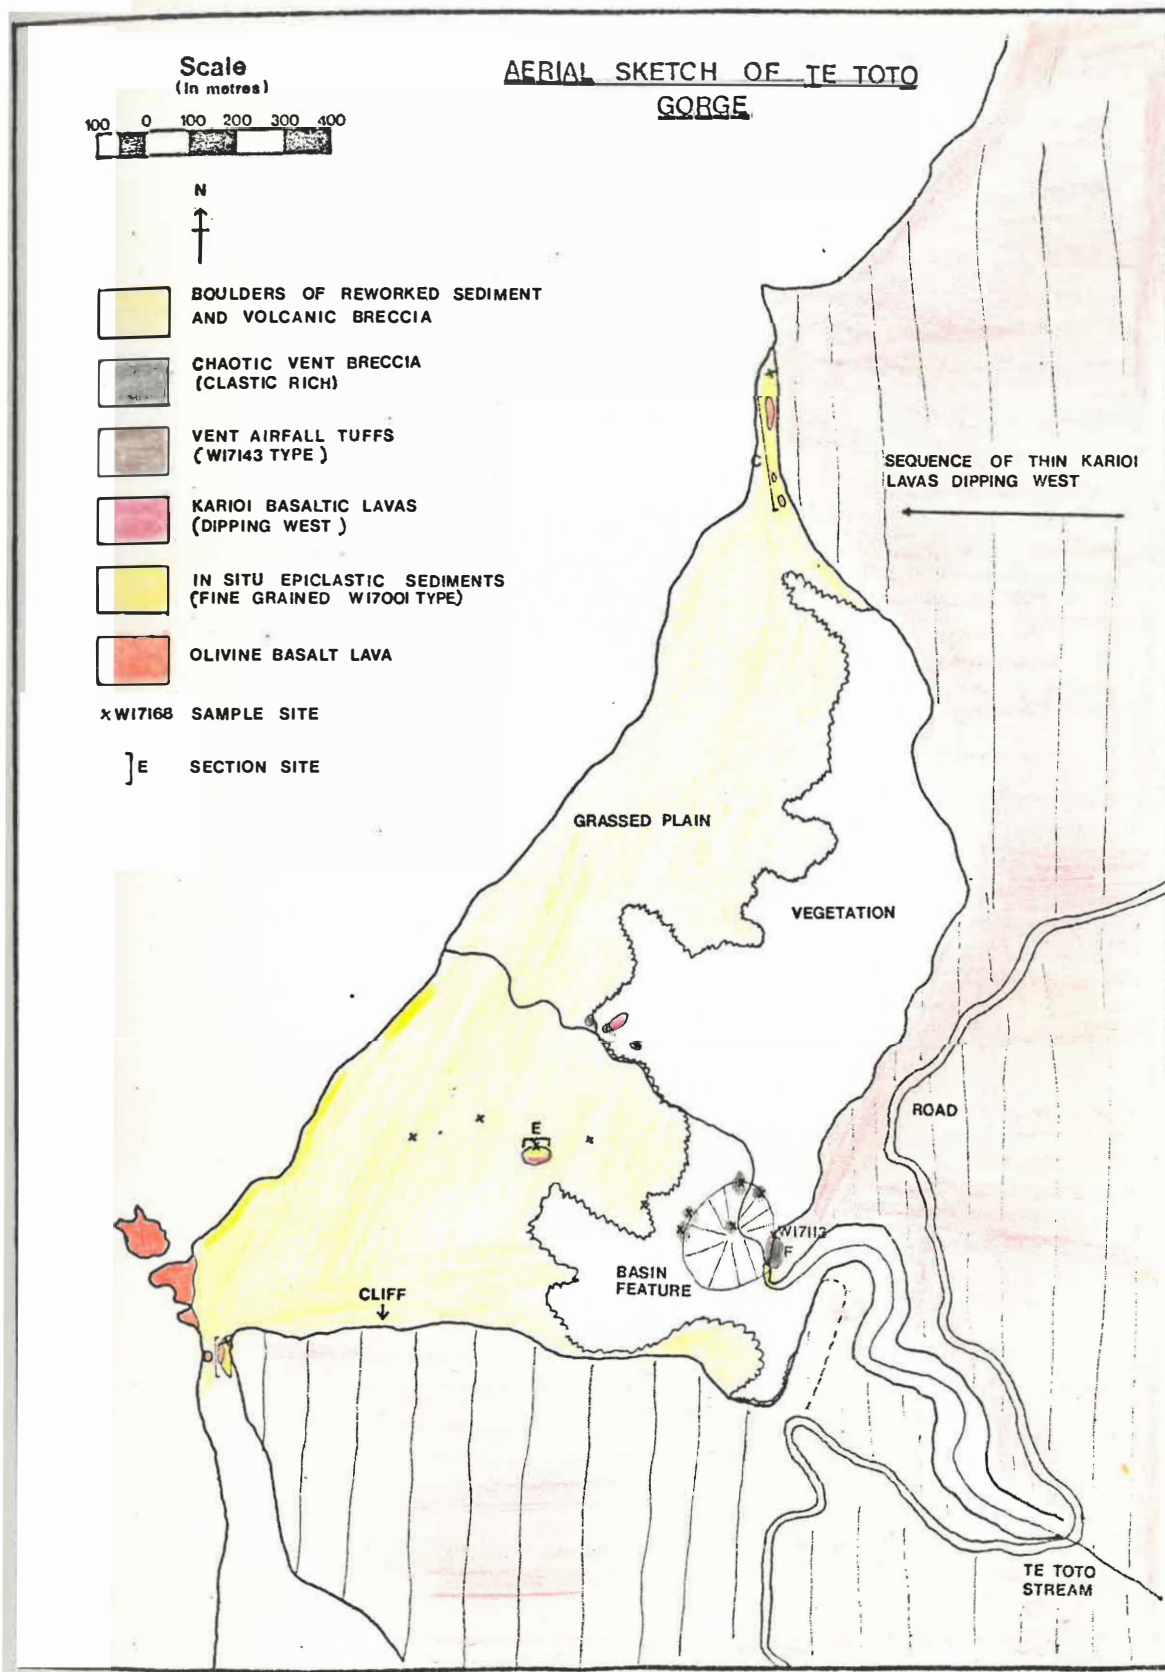 Scale
(In metres)
100 0 100 200 300 400
AERIAL SKETCH OF TE TOTO
GORGE
N
BOULDERS OF REWORKED SEDIMENT
AND VOLCANIC BRECCIA
CHAOTIC VENT BRECCIA
(CLASTIC RICH)
VENT AIRFALL TUFFS
(W17143 TYPE)
KARIOI BASALTIC LAVAS
(DIPPING WEST)
IN SITU EPICLASTIC SEDIMENTS
(FINE GRAINED W17001 TYPE)
OLIVINE BASALT LAVA
x W17168 SAMPLE SITE
]E SECTION SITE
C
SEQUENCE OF THIN KARIOI
LAVAS DIPPING WEST
GRASSED PLAIN
VEGETATION
ROAD
E
W17113
F
BASIN
FEATURE
CLIFF
TE TOTO
STREAM